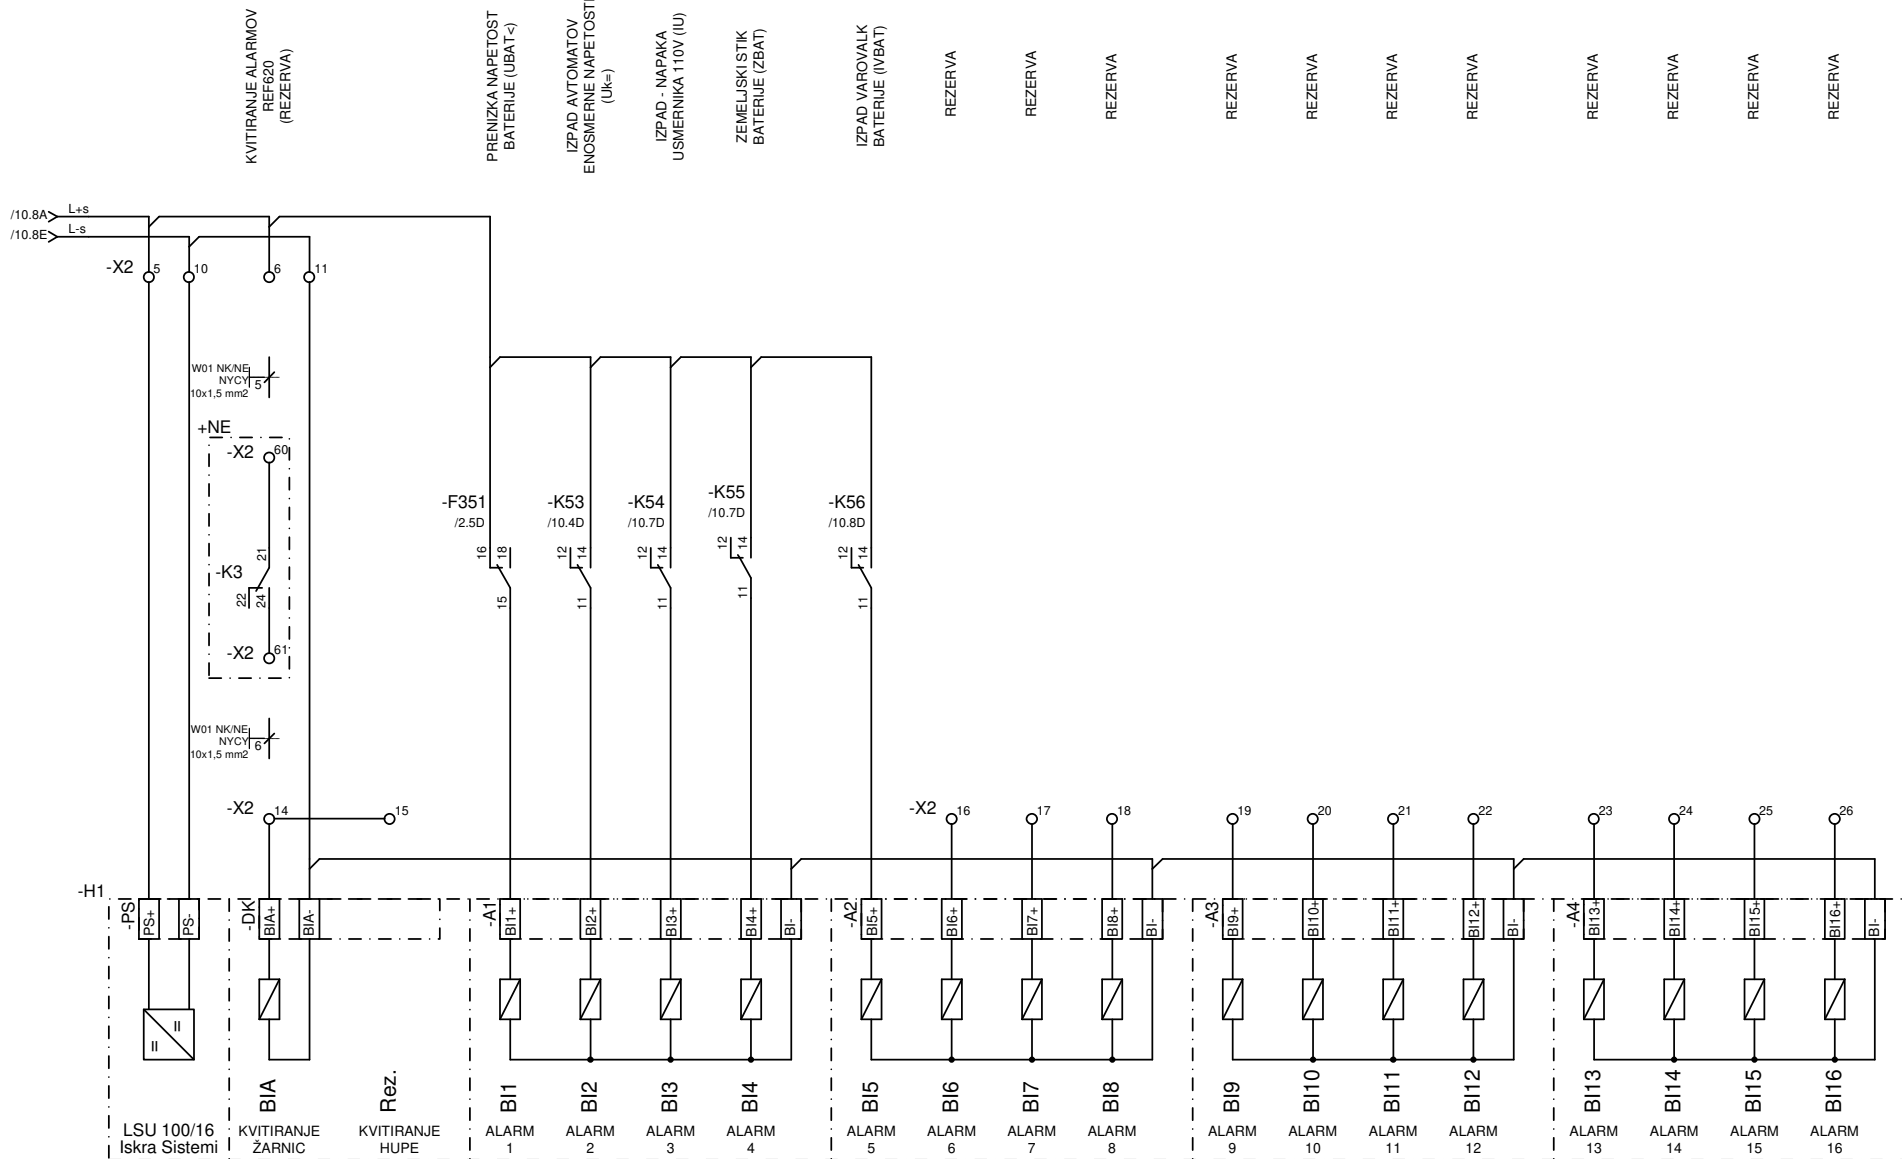 KVITIRANJE ALARMOV
REF620
(REZERVA)
PRENIZKA NAPETOST
BATERIJE (UBAT<)
IZPAD AVTOMATOV
ENOSMERNE NAPETOSTI
(Uk=)
IZPAD - NAPAKA
USMERNIKA 110V (IU)
ZEMELJSKI STIK
BATERIJE (ZBAT)
IZPAD VAROVALK
BATERIJE (IVBAT)
REZERVA
REZERVA
REZERVA
REZERVA
REZERVA
REZERVA
REZERVA
REZERVA
REZERVA
REZERVA
REZERVA
/10.8A L+s
/10.8E L-s
-X2 5 10 6 11
W01 NK/NE
NYCY 5
10x1,5 mm2
+NE
-X2 60
-F351
/2.5D
-K53
/10.4D
-K54
/10.7D
-K55
/10.7D
-K56
/10.8D
16 18 12 14 12 14 12 14 12 14
15 11 11 11 11
21
-K3
22 24
-X2 61
W01 NK/NE
NYCY 6
10x1,5 mm2
-X2 14 15
-X2 16 17 18 19 20 21 22 23 24 25 26
-H1
-PS PS+ PS- -DK BIA+ BIA- -A1 BI1+ BI2+ BI3+ BI4+ BI- -A2 BI5+ BI6+ BI7+ BI8+ BI- -A3 BI9+ BI10+ BI11+ BI12+ BI- -A4 BI13+ BI14+ BI15+ BI16+ BI-
BIA Rez. BI1 BI2 BI3 BI4 BI5 BI6 BI7 BI8 BI9 BI10 BI11 BI12 BI13 BI14 BI15 BI16
LSU 100/16
Iskra Sistemi
KVITIRANJE
ŽARNIC
KVITIRANJE
HUPE
ALARM
1
ALARM
2
ALARM
3
ALARM
4
ALARM
5
ALARM
6
ALARM
7
ALARM
8
ALARM
9
ALARM
10
ALARM
11
ALARM
12
ALARM
13
ALARM
14
ALARM
15
ALARM
16